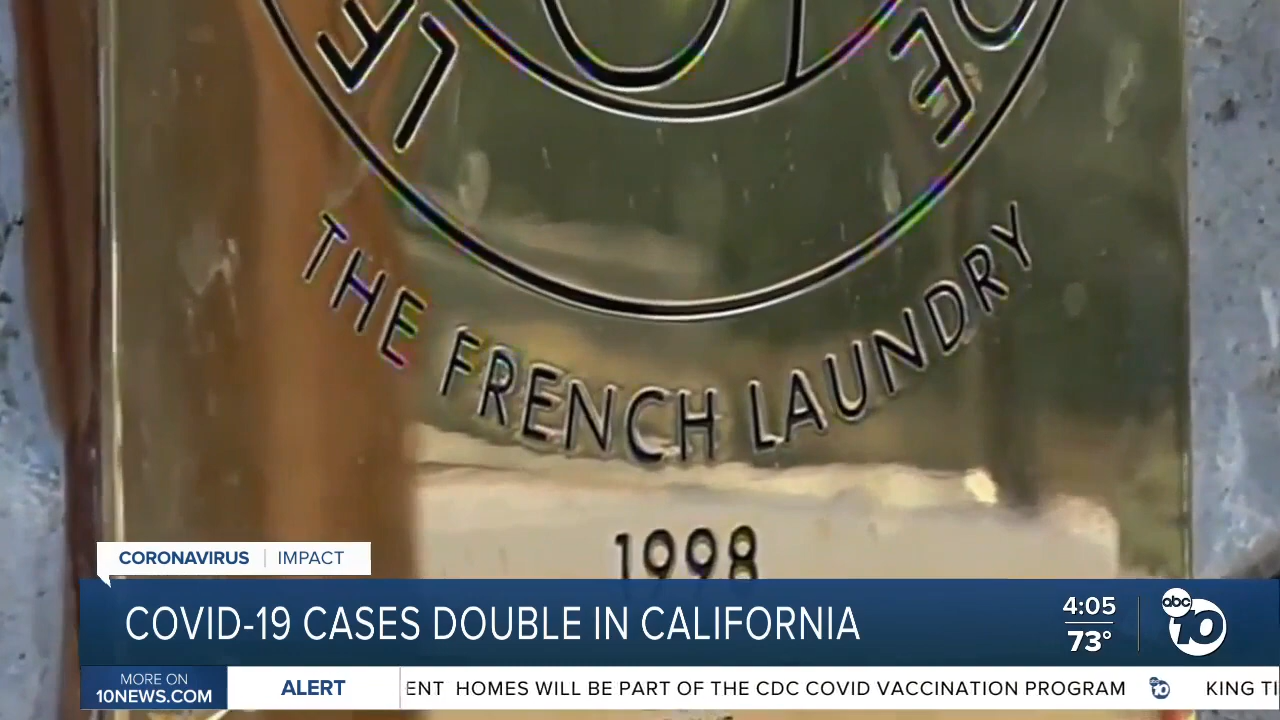 THE FRENCH LAUNDRY
1998
CORONAVIRUS | IMPACT
COVID-19 CASES DOUBLE IN CALIFORNIA
4:05
73°
abc 10
MORE ON
10NEWS.COM
ALERT
ENT HOMES WILL BE PART OF THE CDC COVID VACCINATION PROGRAM
KING TI